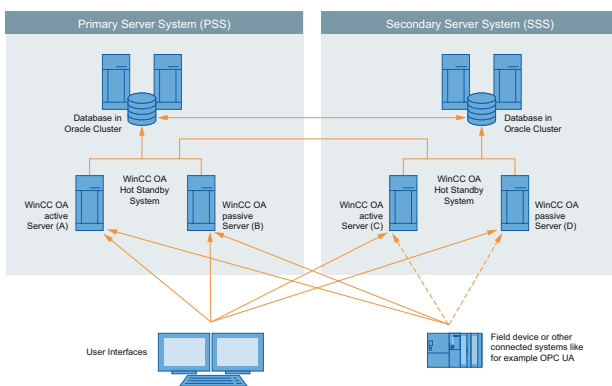 Primary Server System (PSS)
Secondary Server System (SSS)
Database in
Oracle Cluster
Database in
Oracle Cluster
WinCC OA
Hot Standby
System
WinCC OA
Hot Standby
System
WinCC OA
active
Server (A)
WinCC OA
passive
Server (B)
WinCC OA
active
Server (C)
WinCC OA
passive
Server (D)
User Interfaces
Field device or other
connected systems like
for example OPC UA